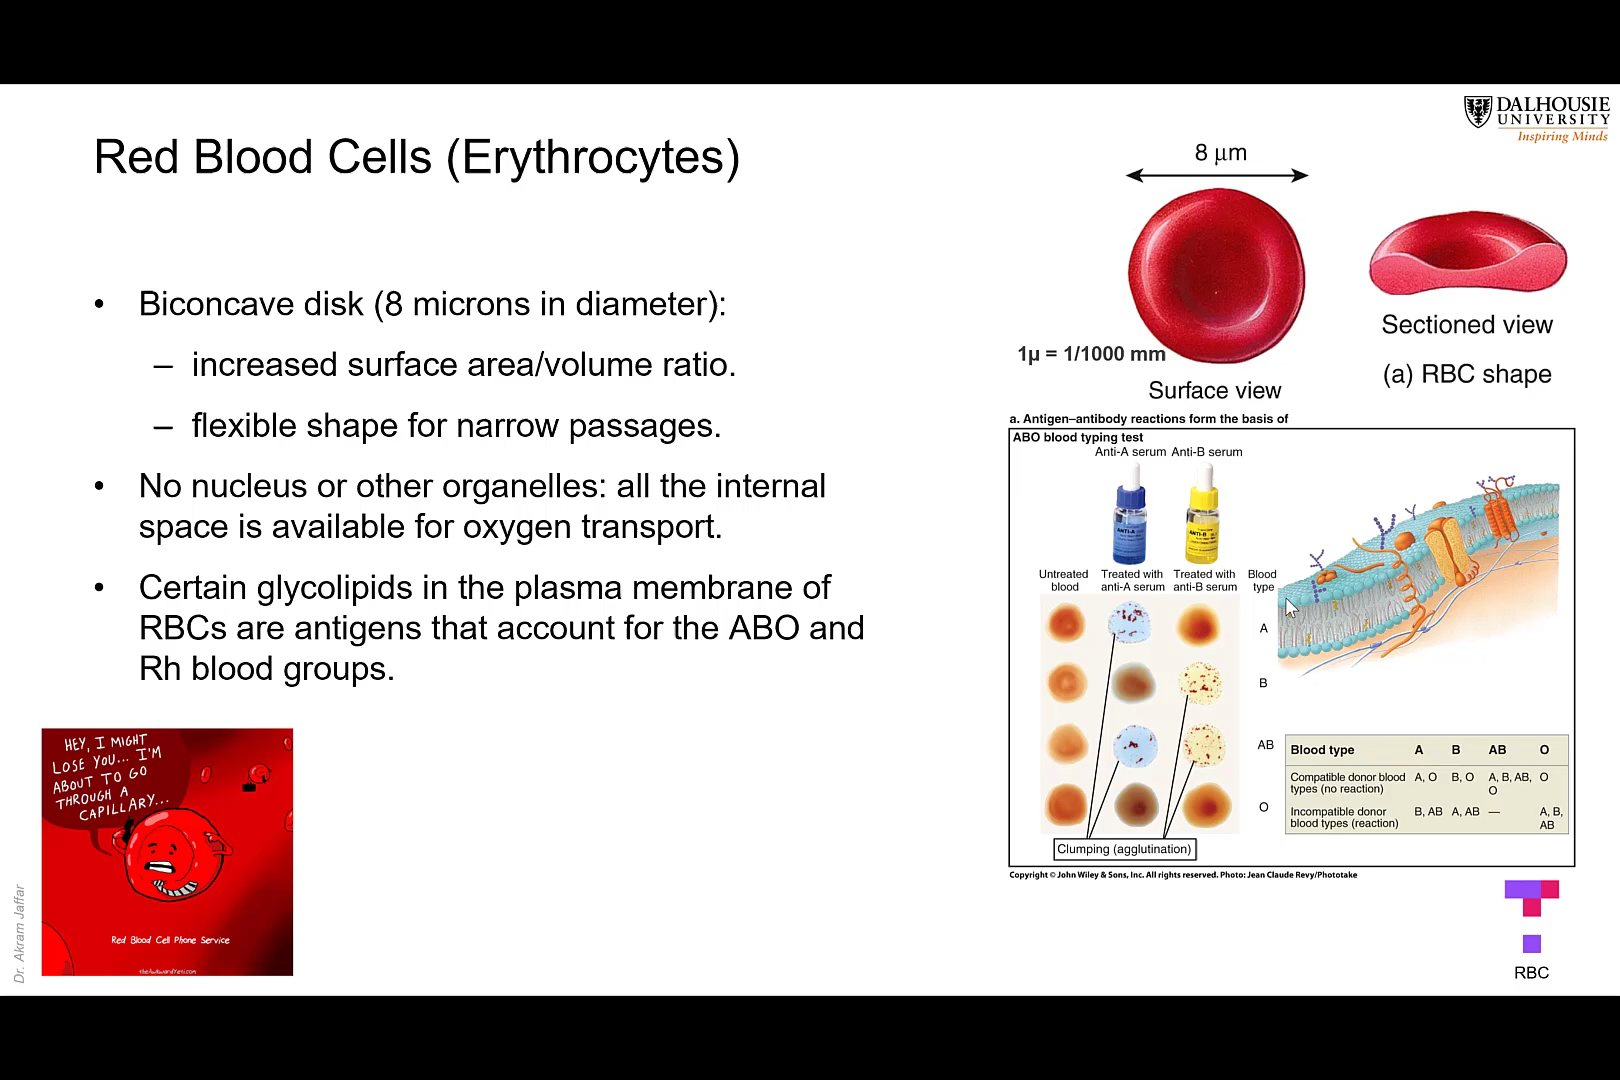 DALHOUSIE
UNIVERSITY
Inspiring Minds
Red Blood Cells (Erythrocytes)
• Biconcave disk (8 microns in diameter):
– increased surface area/volume ratio.
– flexible shape for narrow passages.
• No nucleus or other organelles: all the internal
space is available for oxygen transport.
• Certain glycolipids in the plasma membrane of
RBCs are antigens that account for the ABO and
Rh blood groups.
HEY, I MIGHT
LOSE YOU... I'M
ABOUT TO GO
THROUGH A
CAPILLARY...
Red Blood Cell Phone Service
theAwkwardYeti.com
Dr. Akram Jaffar
8 μm
1μ = 1/1000 mm
Surface view
Sectioned view
(a) RBC shape
a. Antigen–antibody reactions form the basis of
ABO blood typing test
Anti-A serum Anti-B serum
ANTI-A
ANTI-B
Untreated blood
Treated with anti-A serum
Treated with anti-B serum
Blood type
A
B
AB
O
Clumping (agglutination)
Blood type A B AB O
Compatible donor blood types (no reaction) A, O B, O A, B, AB, O O
Incompatible donor blood types (reaction) B, AB A, AB — A, B, AB
Copyright © John Wiley & Sons, Inc. All rights reserved. Photo: Jean Claude Revy/Phototake
RBC